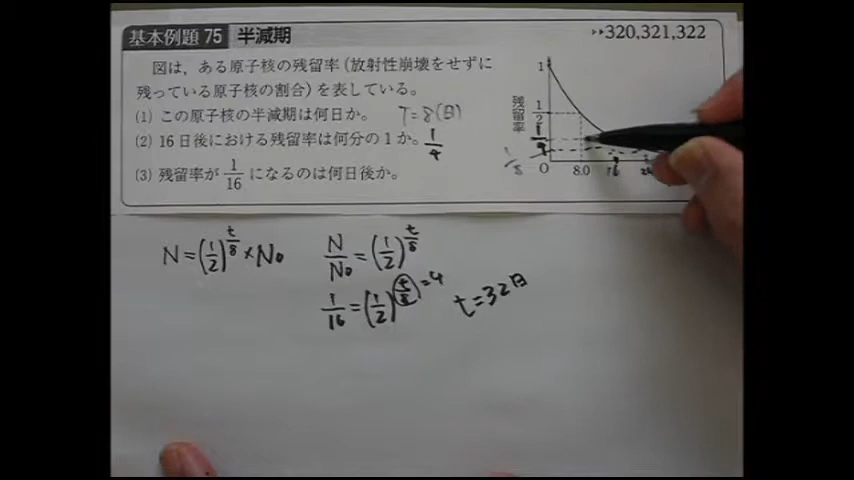 基本例題 75 半減期 ▸▸320,321,322
図は，ある原子核の残留率(放射性崩壊をせずに
残っている原子核の割合)を表している。
(1) この原子核の半減期は何日か。 T=8(日)
(2) 16日後における残留率は何分の1か。 1/4
(3) 残留率が 1/16 になるのは何日後か。
残留率
1
1/2
1/4
1/8
O 8.0 16
N=(1/2)^{t/8}×N₀
N/N₀=(1/2)^{t/8}
1/16=(1/2)^{t/8}=4 t=32日